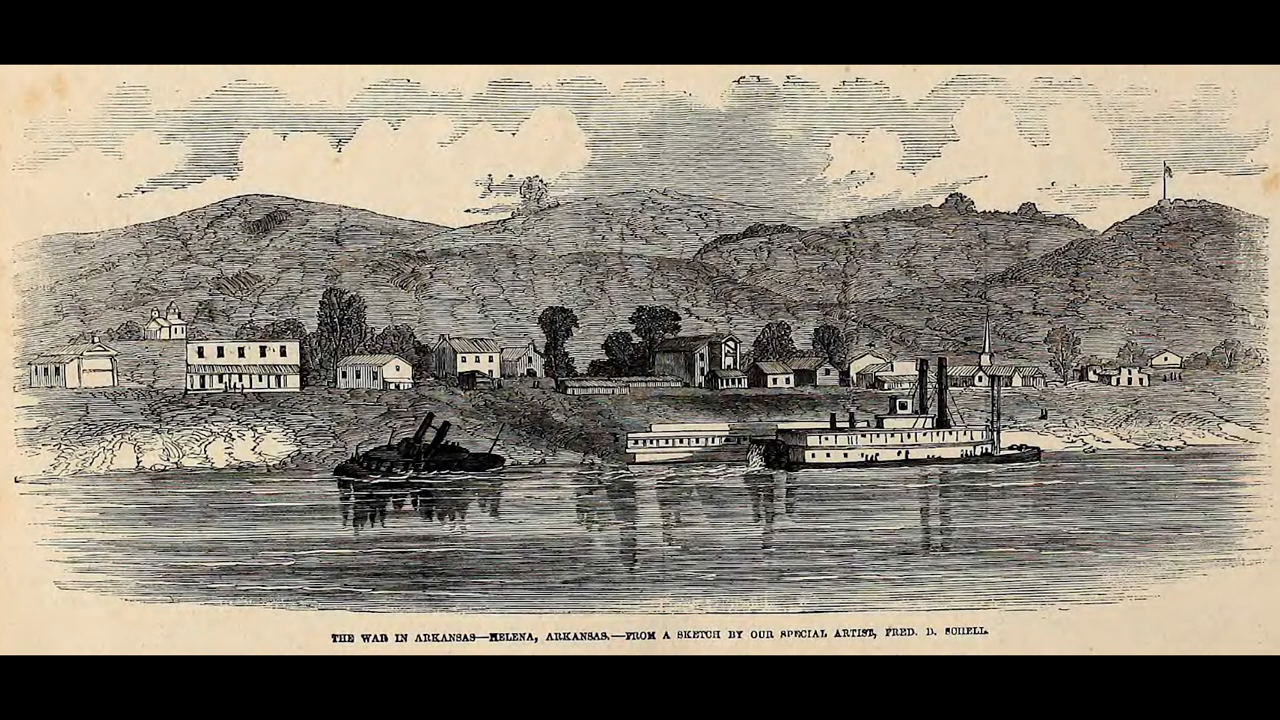 THE WAR IN ARKANSAS—HELENA, ARKANSAS.—FROM A SKETCH BY OUR SPECIAL ARTIST, FRED. B. SCHELL.